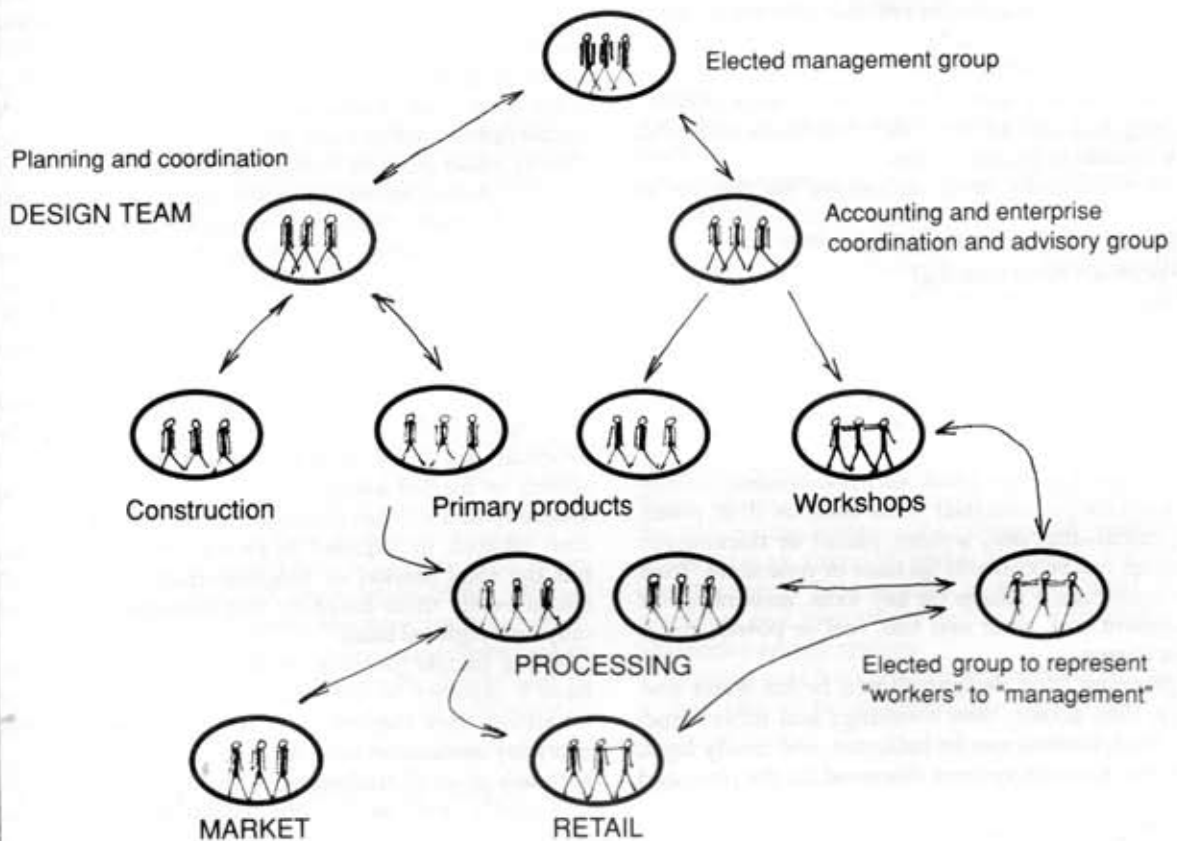 Elected management group
Planning and coordination
DESIGN TEAM
Accounting and enterprise
coordination and advisory group
Construction
Primary products
Workshops
PROCESSING
Elected group to represent
"workers" to "management"
MARKET
RETAIL